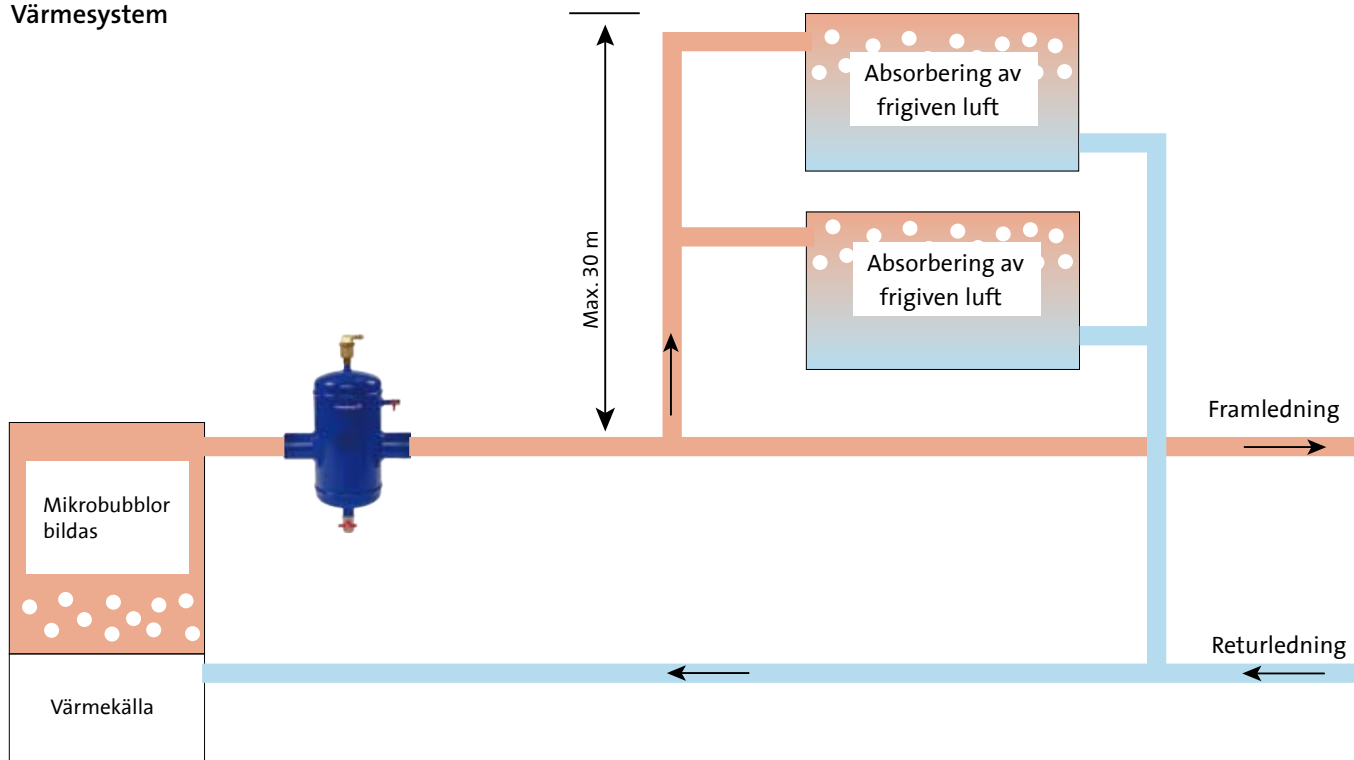 Värmesystem
Absorbering av
frigiven luft
Max. 30 m
Absorbering av
frigiven luft
Framledning
Mikrobubblor
bildas
Returledning
Värmekälla